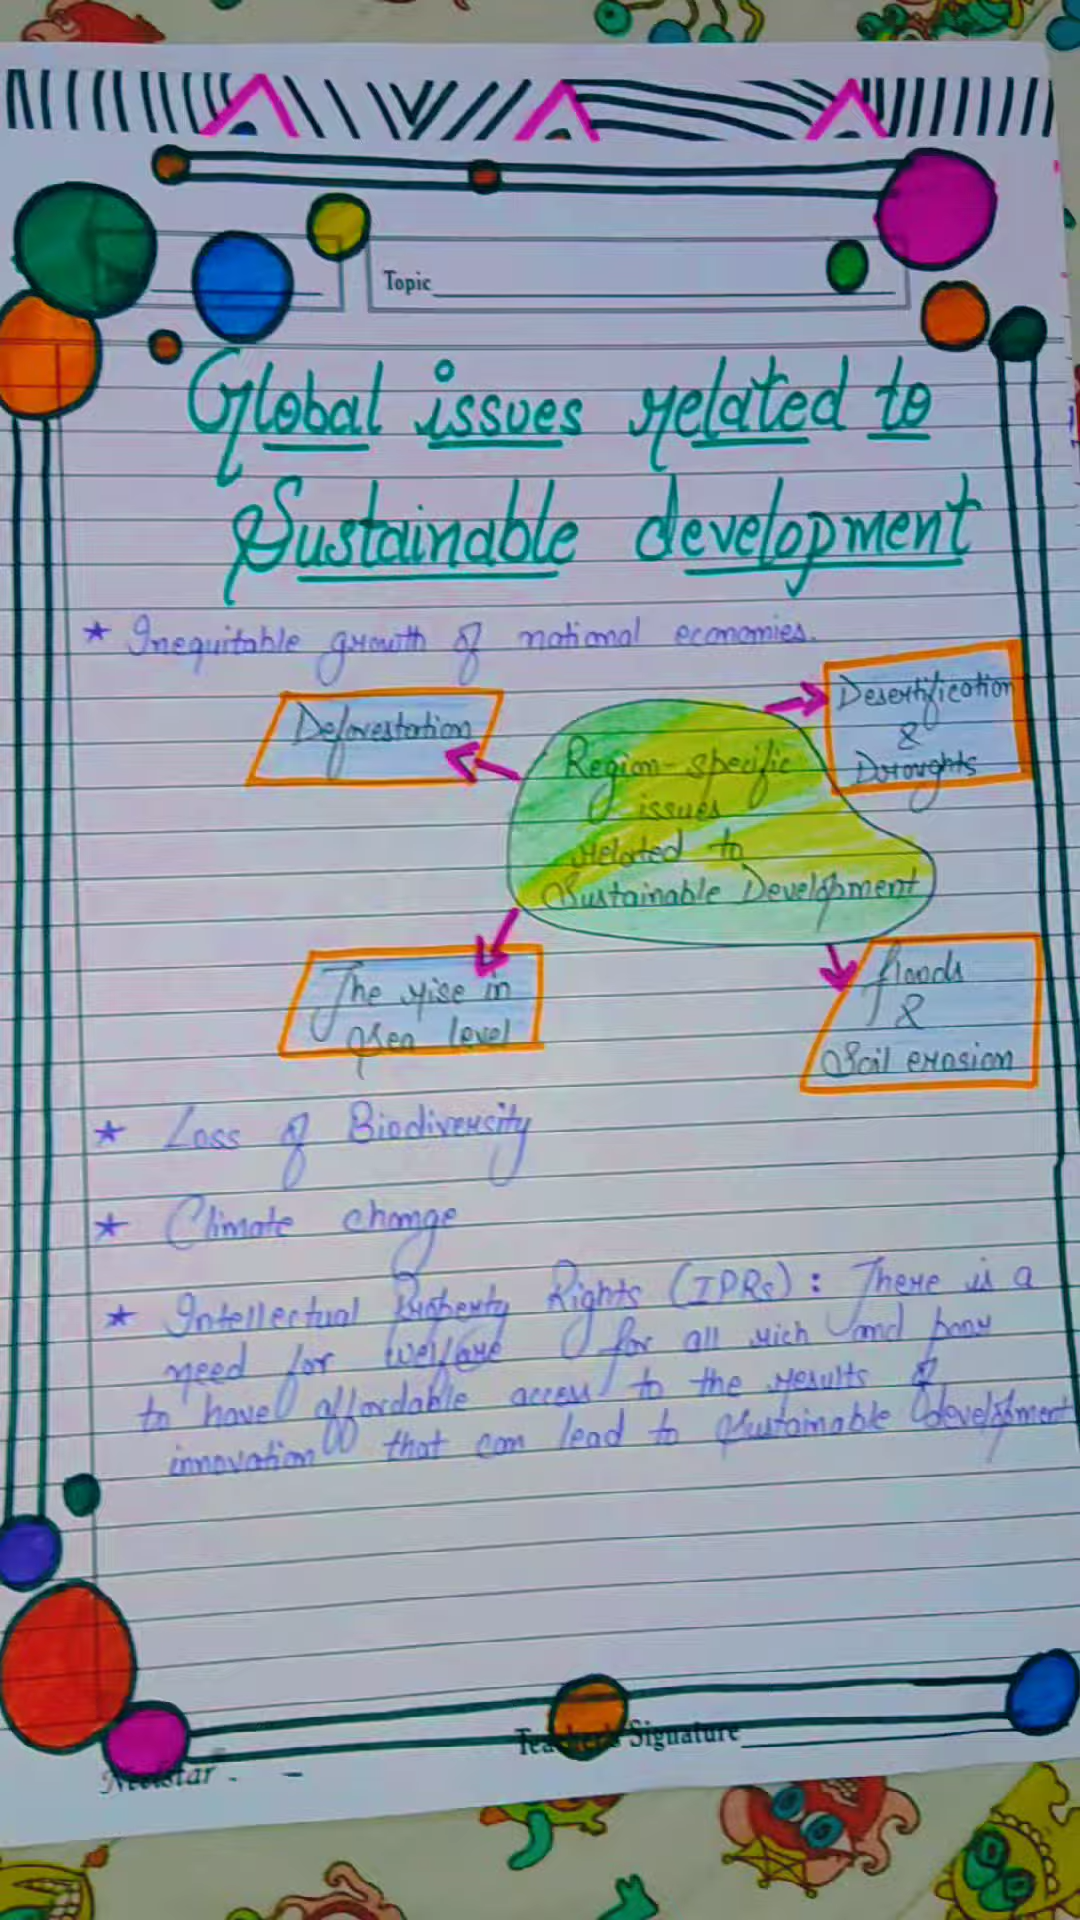 Topic
Global issues related to
Sustainable development
* Inequitable growth of national economies.
Deforestation
Desertification
&
Droughts
Region-specific
issues
related to
Sustainable Development
The rise in
Sea level
floods
&
Soil erosion
* Loss of Biodiversity
* Climate change
* Intellectual Property Rights (IPRs) : There is a
need for welfare for all rich and poor
to have affordable access to the results of
innovation that can lead to sustainable development
Teacher's Signature
Neelstar